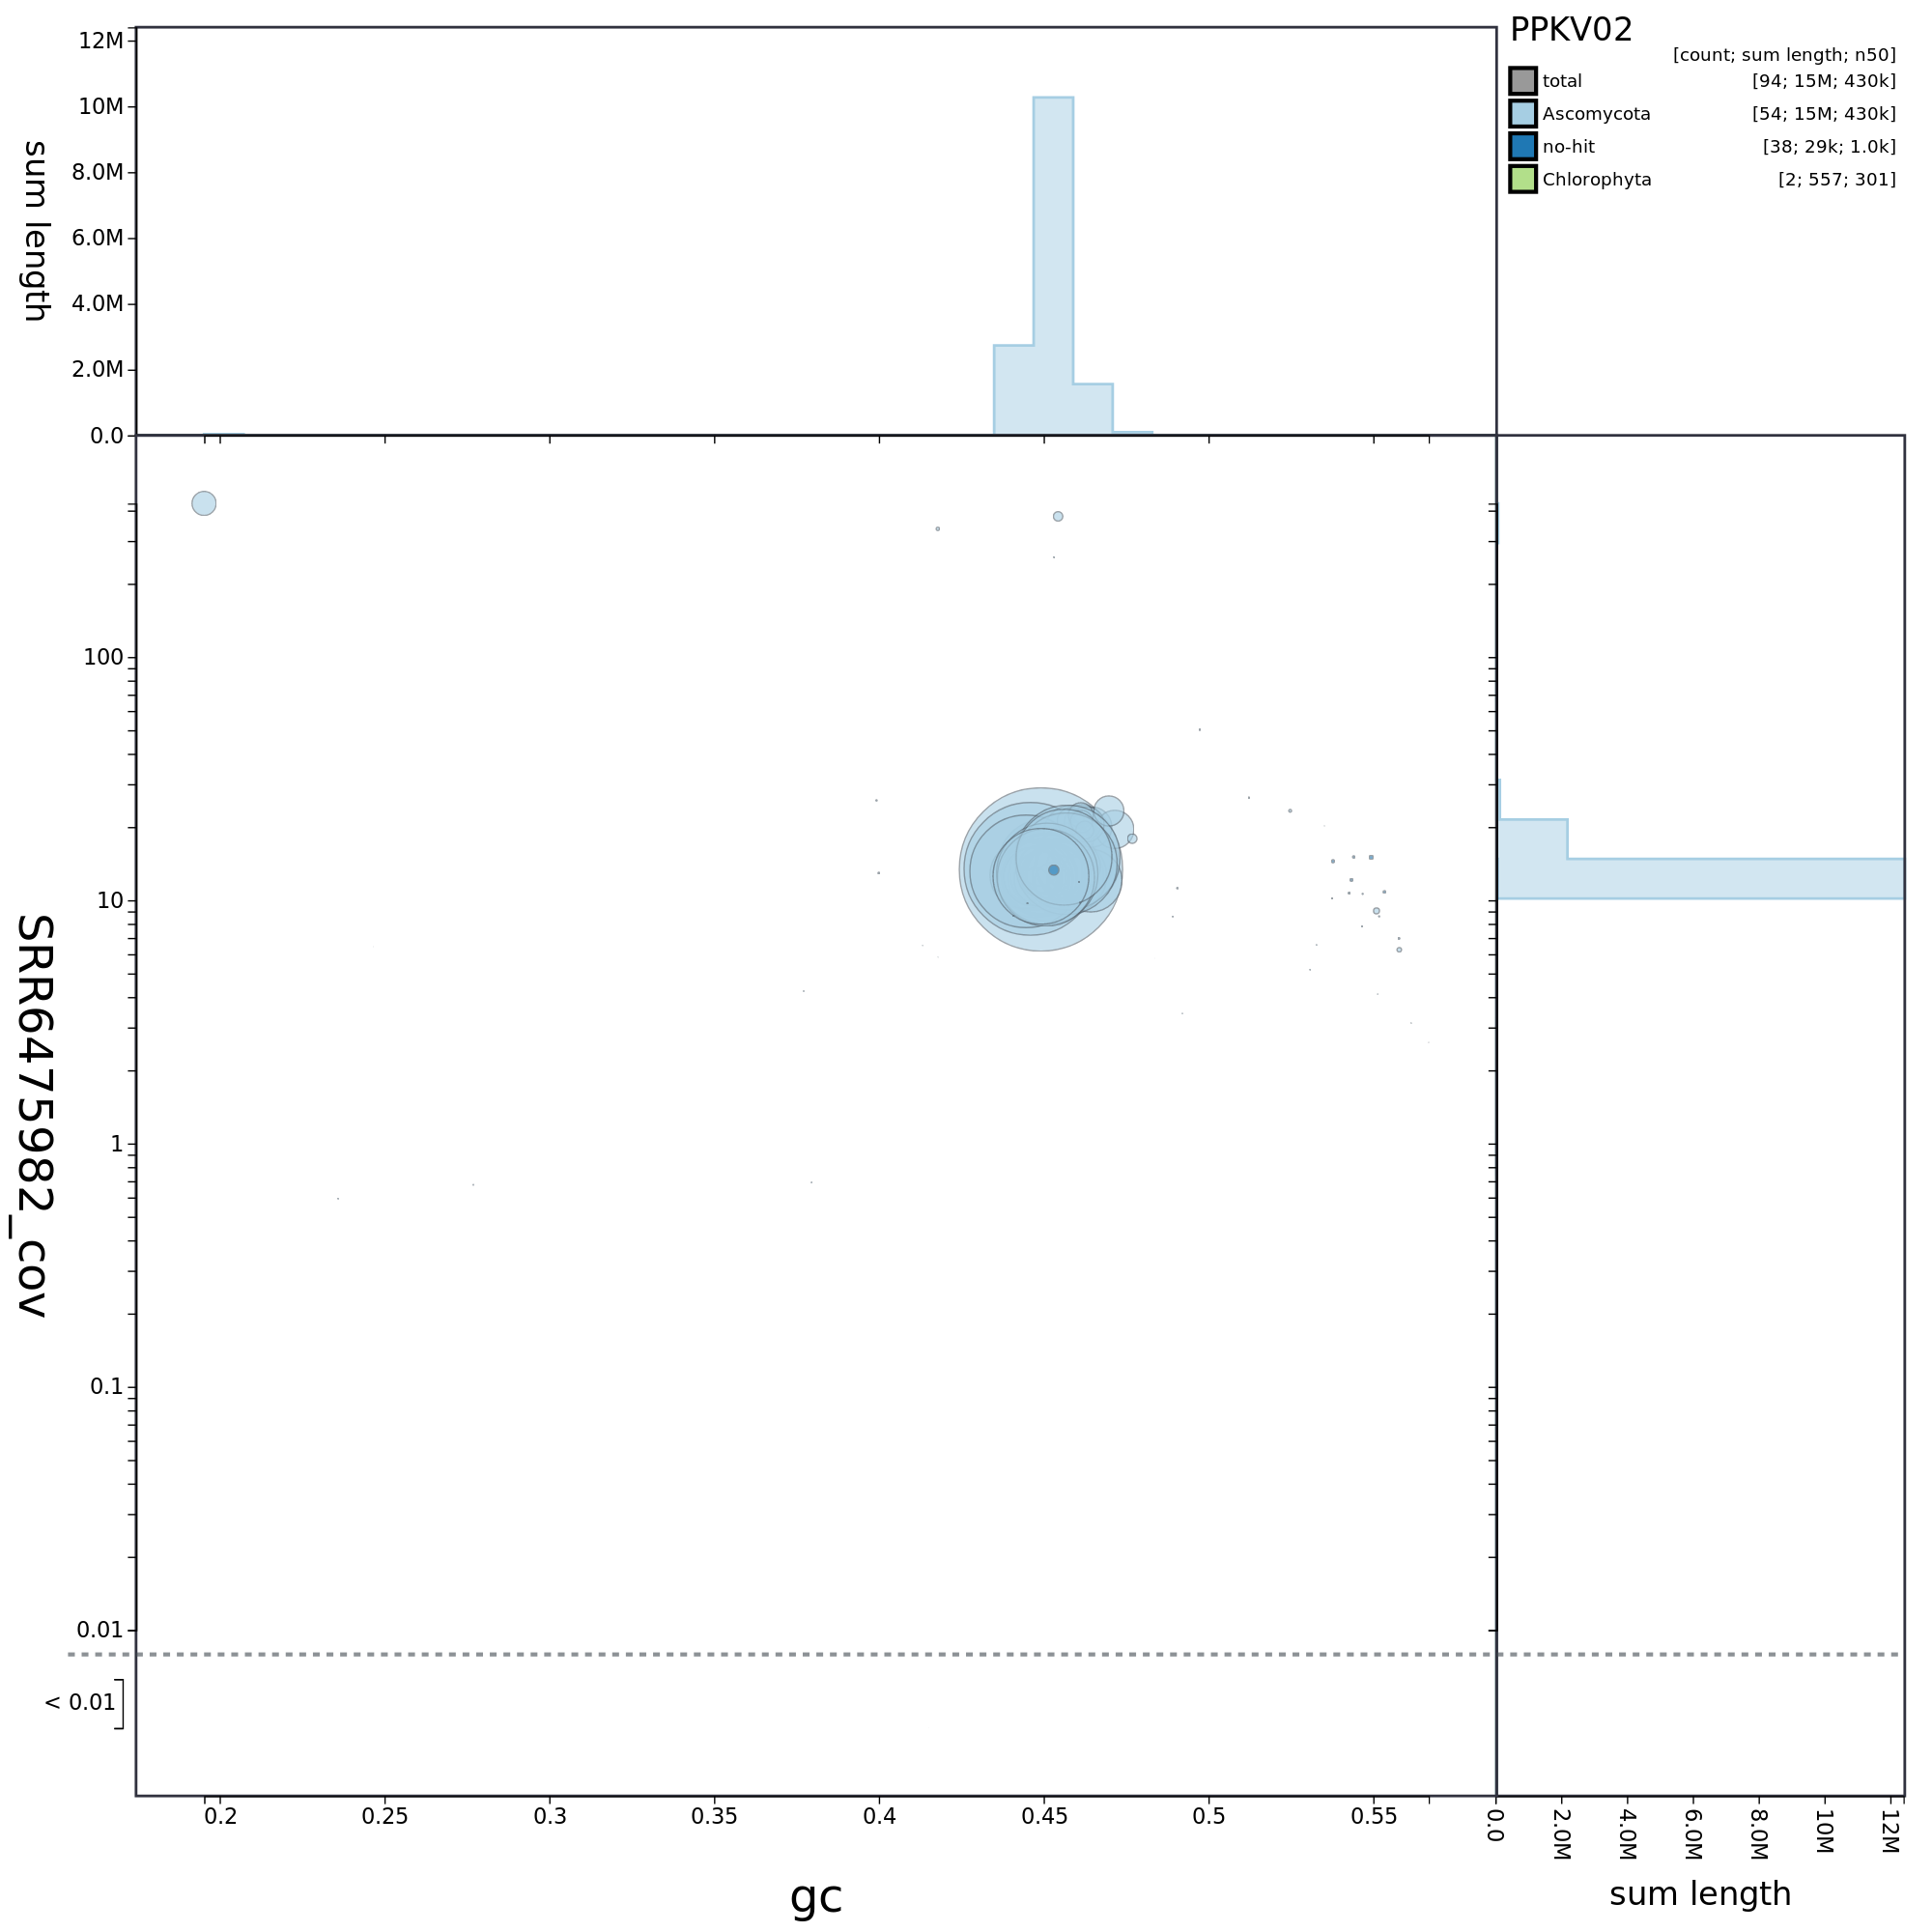 PPKV02
[count; sum length; n50]
total [94; 15M; 430k]
Ascomycota [54; 15M; 430k]
no-hit [38; 29k; 1.0k]
Chlorophyta [2; 557; 301]
sum length
12M
10M
8.0M
6.0M
4.0M
2.0M
0.0
SRR6475982_cov
100
10
1
0.1
0.01
< 0.01
0.2 0.25 0.3 0.35 0.4 0.45 0.5 0.55
gc
0.0 2.0M 4.0M 6.0M 8.0M 10M 12M
sum length